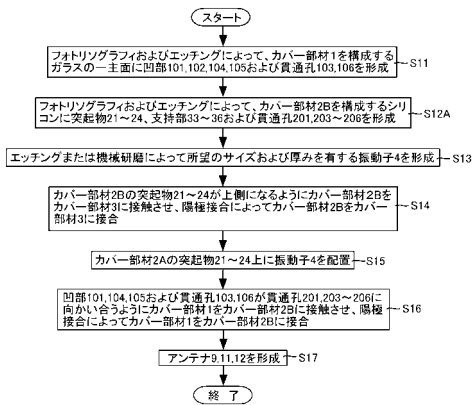 スタート
フォトリソグラフィおよびエッチングによって、カバー部材1を構成する
ガラスの一主面に凹部101,102,104,105および貫通孔103,106を形成
S11
フォトリソグラフィおよびエッチングによって、カバー部材2Bを構成するシリ
コンに突起物21～24、支持部33～36および貫通孔201,203～206を形成
S12A
エッチングまたは機械研磨によって所望のサイズおよび厚みを有する振動子4を形成
S13
カバー部材2Bの突起物21～24が上側になるようにカバー部材2Bを
カバー部材3に接触させ、陽極接合によってカバー部材2Bをカバー
部材3に接合
S14
カバー部材2Aの突起物21～24上に振動子4を配置
S15
凹部101,104,105および貫通孔103,106が貫通孔201,203～206に
向かい合うようにカバー部材1をカバー部材2Bに接触させ、陽極
接合によってカバー部材1をカバー部材2Bに接合
S16
アンテナ9,11,12を形成
S17
終了